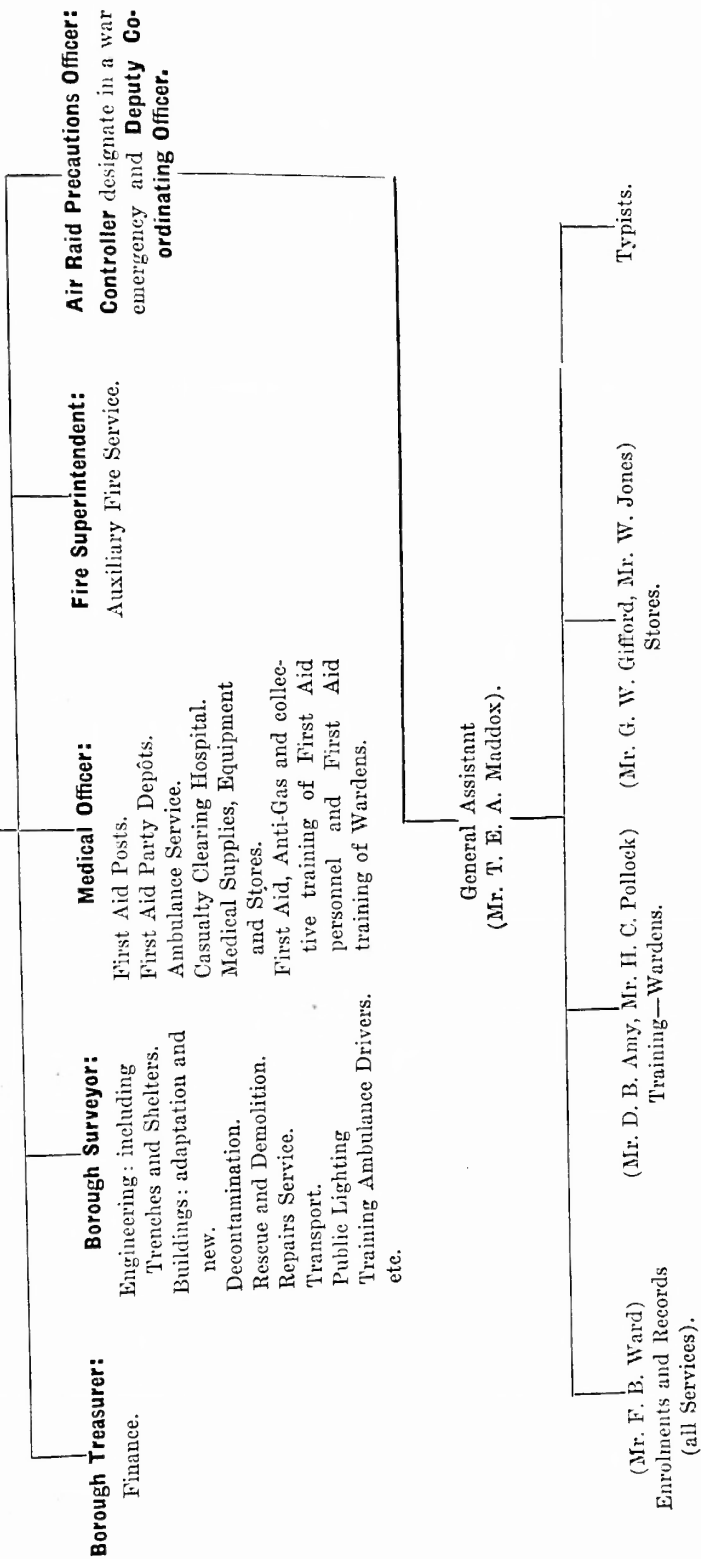 Borough Treasurer:
Finance.
Borough Surveyor:
Engineering: including
Trenches and Shelters.
Buildings: adaptation and
new.
Decontamination.
Rescue and Demolition.
Repairs Service.
Transport.
Public Lighting
Training Ambulance Drivers.
etc.
Medical Officer:
First Aid Posts.
First Aid Party Depôts.
Ambulance Service.
Casualty Clearing Hospital.
Medical Supplies, Equipment
and Stores.
First Aid, Anti-Gas and collec-
tive training of First Aid
personnel and First Aid
training of Wardens.
Fire Superintendent:
Auxiliary Fire Service.
Air Raid Precautions Officer:
Controller designate in a war
emergency and Deputy Co-
ordinating Officer.
General Assistant
(Mr. T. E. A. Maddox).
(Mr. F. B. Ward)
Enrolments and Records
(all Services).
(Mr. D. B. Amy, Mr. H. C. Pollock)
Training—Wardens.
(Mr. G. W. Gifford, Mr. W. Jones)
Stores.
Typists.